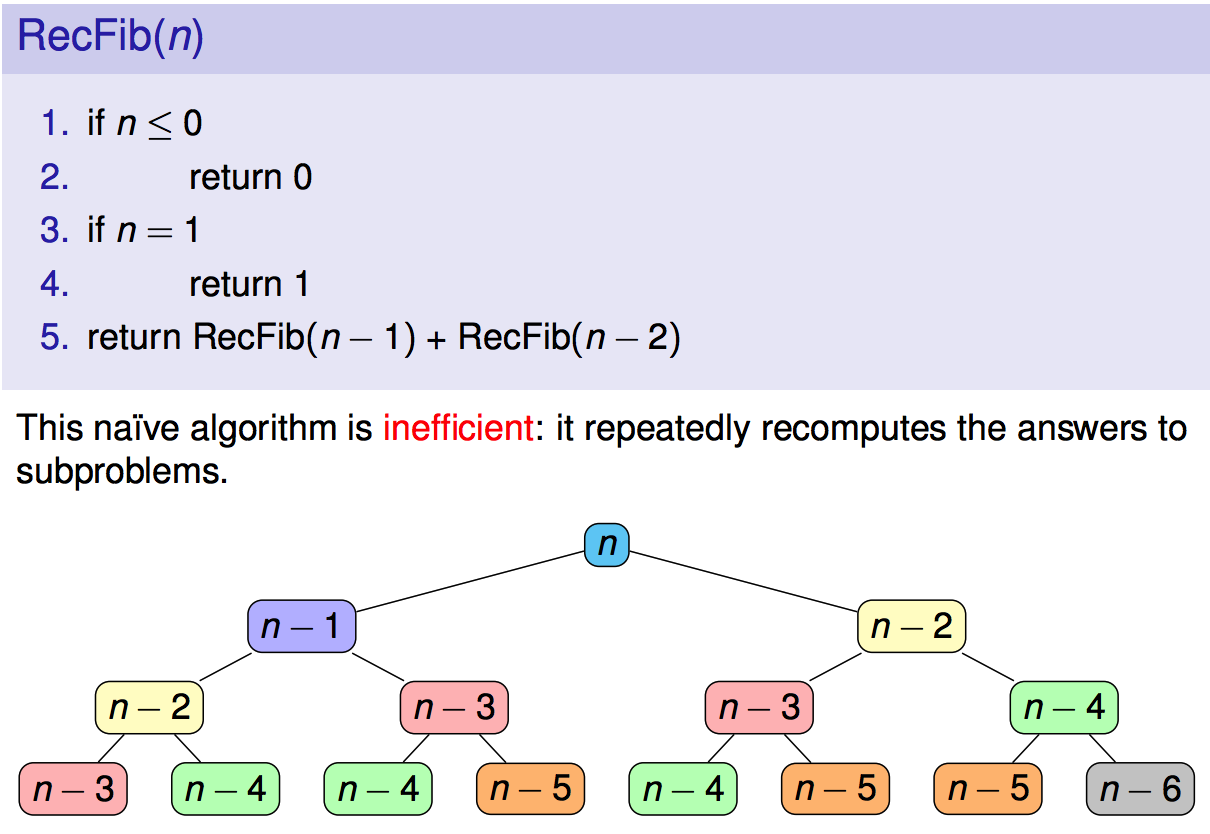 RecFib(n)
1. if n ≤ 0
2. return 0
3. if n = 1
4. return 1
5. return RecFib(n − 1) + RecFib(n − 2)
This naïve algorithm is inefficient: it repeatedly recomputes the answers to
subproblems.
n
n − 1 n − 2
n − 2 n − 3 n − 3 n − 4
n − 3 n − 4 n − 4 n − 5 n − 4 n − 5 n − 5 n − 6